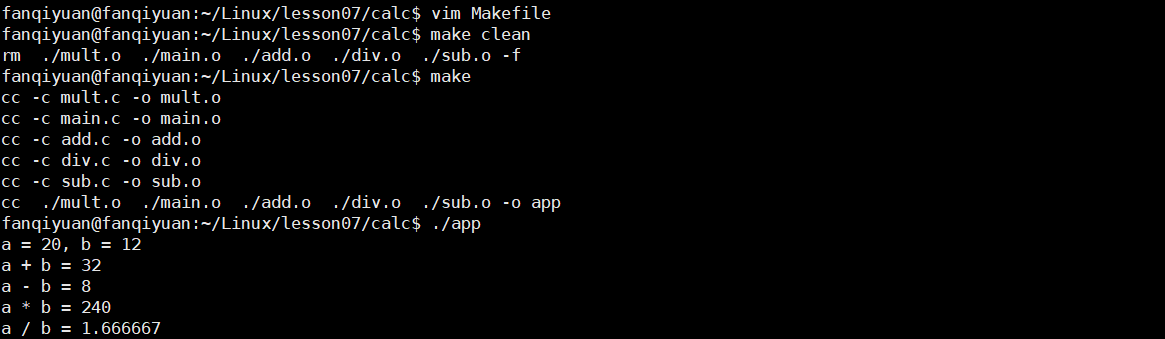 fanqiyuan@fanqiyuan:~/Linux/lesson07/calc$ vim Makefile
fanqiyuan@fanqiyuan:~/Linux/lesson07/calc$ make clean
rm  ./mult.o  ./main.o  ./add.o  ./div.o  ./sub.o -f
fanqiyuan@fanqiyuan:~/Linux/lesson07/calc$ make
cc -c mult.c -o mult.o
cc -c main.c -o main.o
cc -c add.c -o add.o
cc -c div.c -o div.o
cc -c sub.c -o sub.o
cc  ./mult.o  ./main.o  ./add.o  ./div.o  ./sub.o -o app
fanqiyuan@fanqiyuan:~/Linux/lesson07/calc$ ./app
a = 20, b = 12
a + b = 32
a - b = 8
a * b = 240
a / b = 1.666667